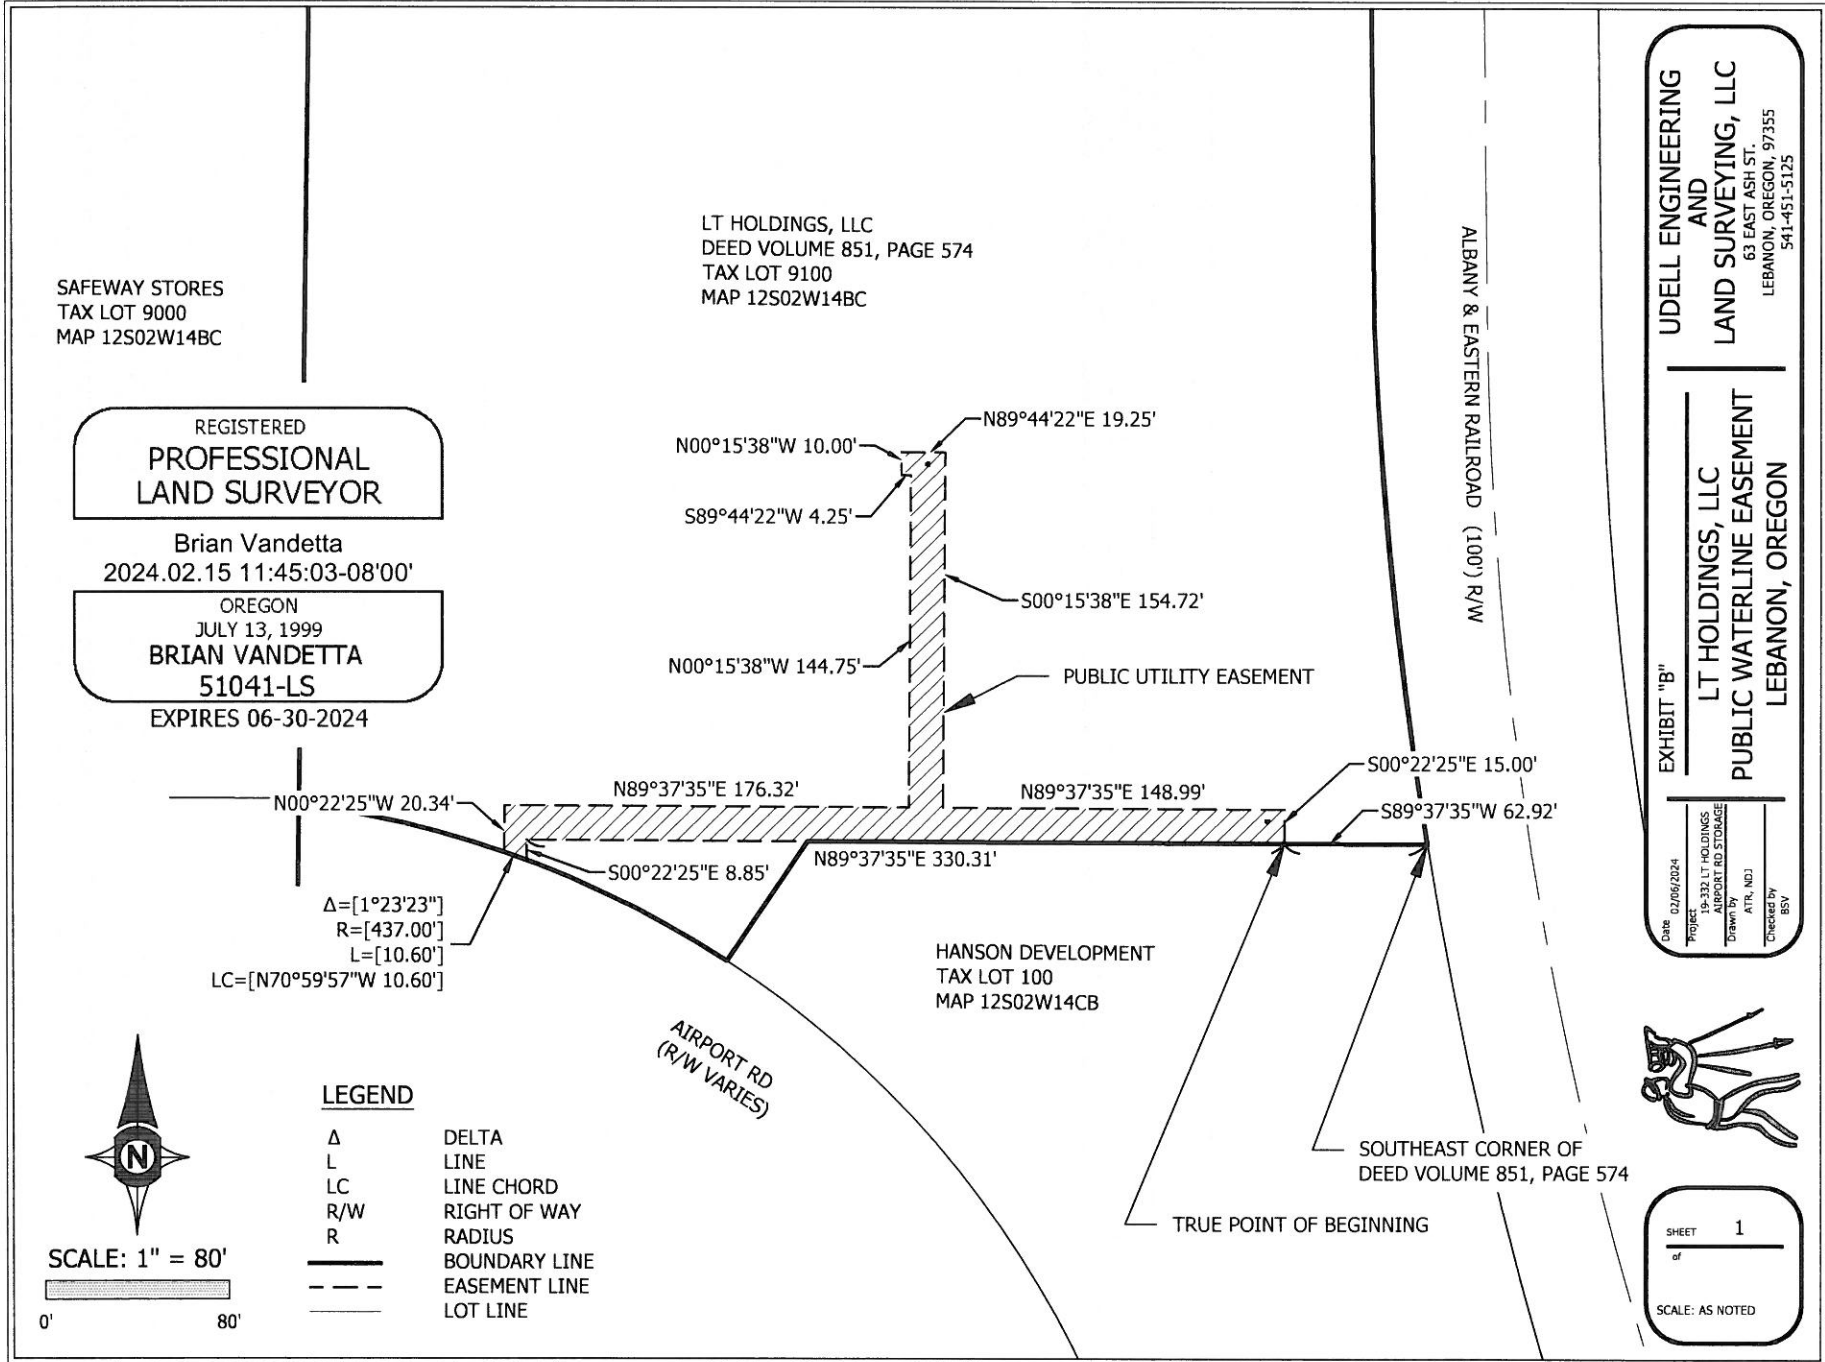 SAFEWAY STORES
TAX LOT 9000
MAP 12S02W14BC
LT HOLDINGS, LLC
DEED VOLUME 851, PAGE 574
TAX LOT 9100
MAP 12S02W14BC
REGISTERED
PROFESSIONAL
LAND SURVEYOR
Brian Vandetta
2024.02.15 11:45:03-08'00'
OREGON
JULY 13, 1999
BRIAN VANDETTA
51041-LS
EXPIRES 06-30-2024
N89°44'22"E 19.25'
N00°15'38"W 10.00'
S89°44'22"W 4.25'
S00°15'38"E 154.72'
N00°15'38"W 144.75'
PUBLIC UTILITY EASEMENT
S00°22'25"E 15.00'
N89°37'35"E 176.32'
N89°37'35"E 148.99'
N00°22'25"W 20.34'
S89°37'35"W 62.92'
N89°37'35"E 330.31'
S00°22'25"E 8.85'
Δ=[1°23'23"]
R=[437.00']
L=[10.60']
LC=[N70°59'57"W 10.60']
HANSON DEVELOPMENT
TAX LOT 100
MAP 12S02W14CB
AIRPORT RD
(R/W VARIES)
ALBANY & EASTERN RAILROAD (100') R/W
SOUTHEAST CORNER OF
DEED VOLUME 851, PAGE 574
TRUE POINT OF BEGINNING
N
SCALE: 1" = 80'
0' 80'
LEGEND
Δ DELTA
L LINE
LC LINE CHORD
R/W RIGHT OF WAY
R RADIUS
BOUNDARY LINE
EASEMENT LINE
LOT LINE
UDELL ENGINEERING
AND
LAND SURVEYING, LLC
63 EAST ASH ST.
LEBANON, OREGON, 97355
541-451-5125
EXHIBIT "B"
LT HOLDINGS, LLC
PUBLIC WATERLINE EASEMENT
LEBANON, OREGON
Date
02/06/2024
Project
19-332 LT HOLDINGS
AIRPORT RD STORAGE
Drawn by
ATR, NDJ
Checked by
BSV
SHEET 1
of
SCALE: AS NOTED